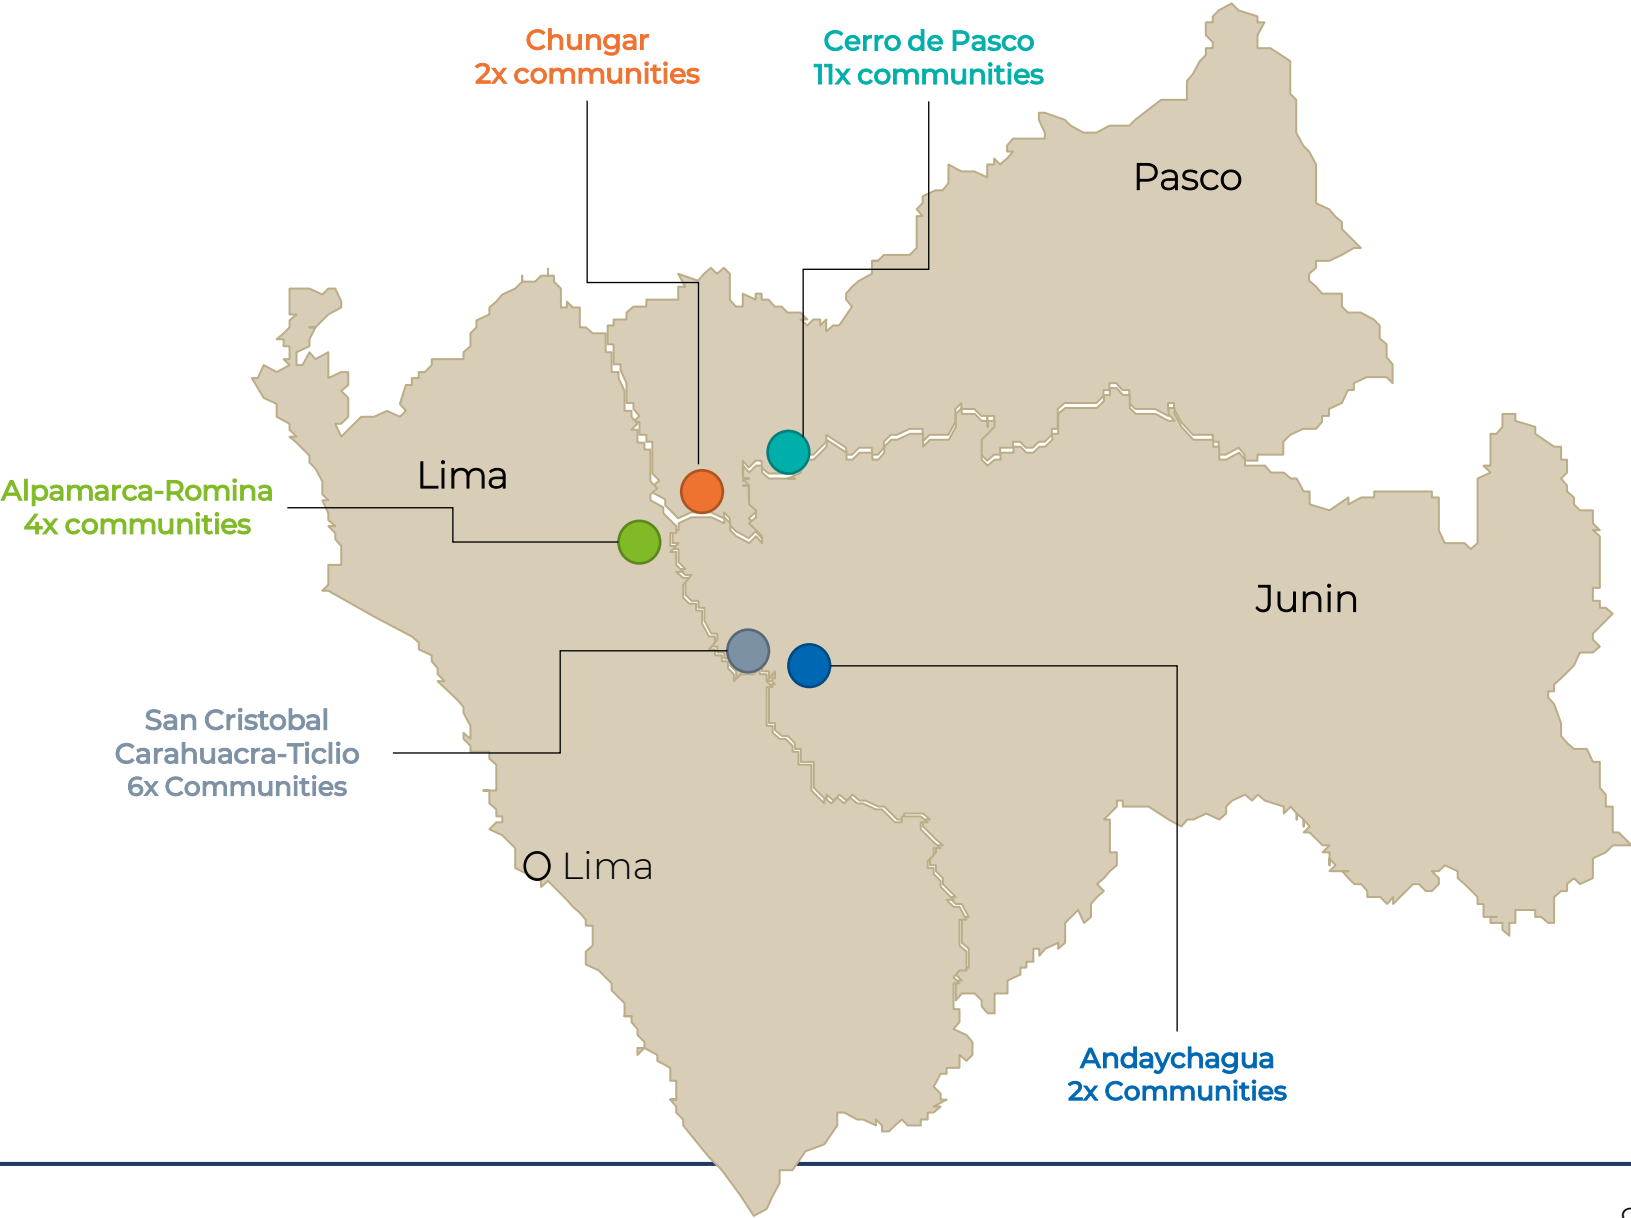 Chungar
2x communities
Cerro de Pasco
11x communities
Pasco
Lima
Alpamarca-Romina
4x communities
Junin
San Cristobal
Carahuacra-Ticlio
6x Communities
Lima
Andaychagua
2x Communities